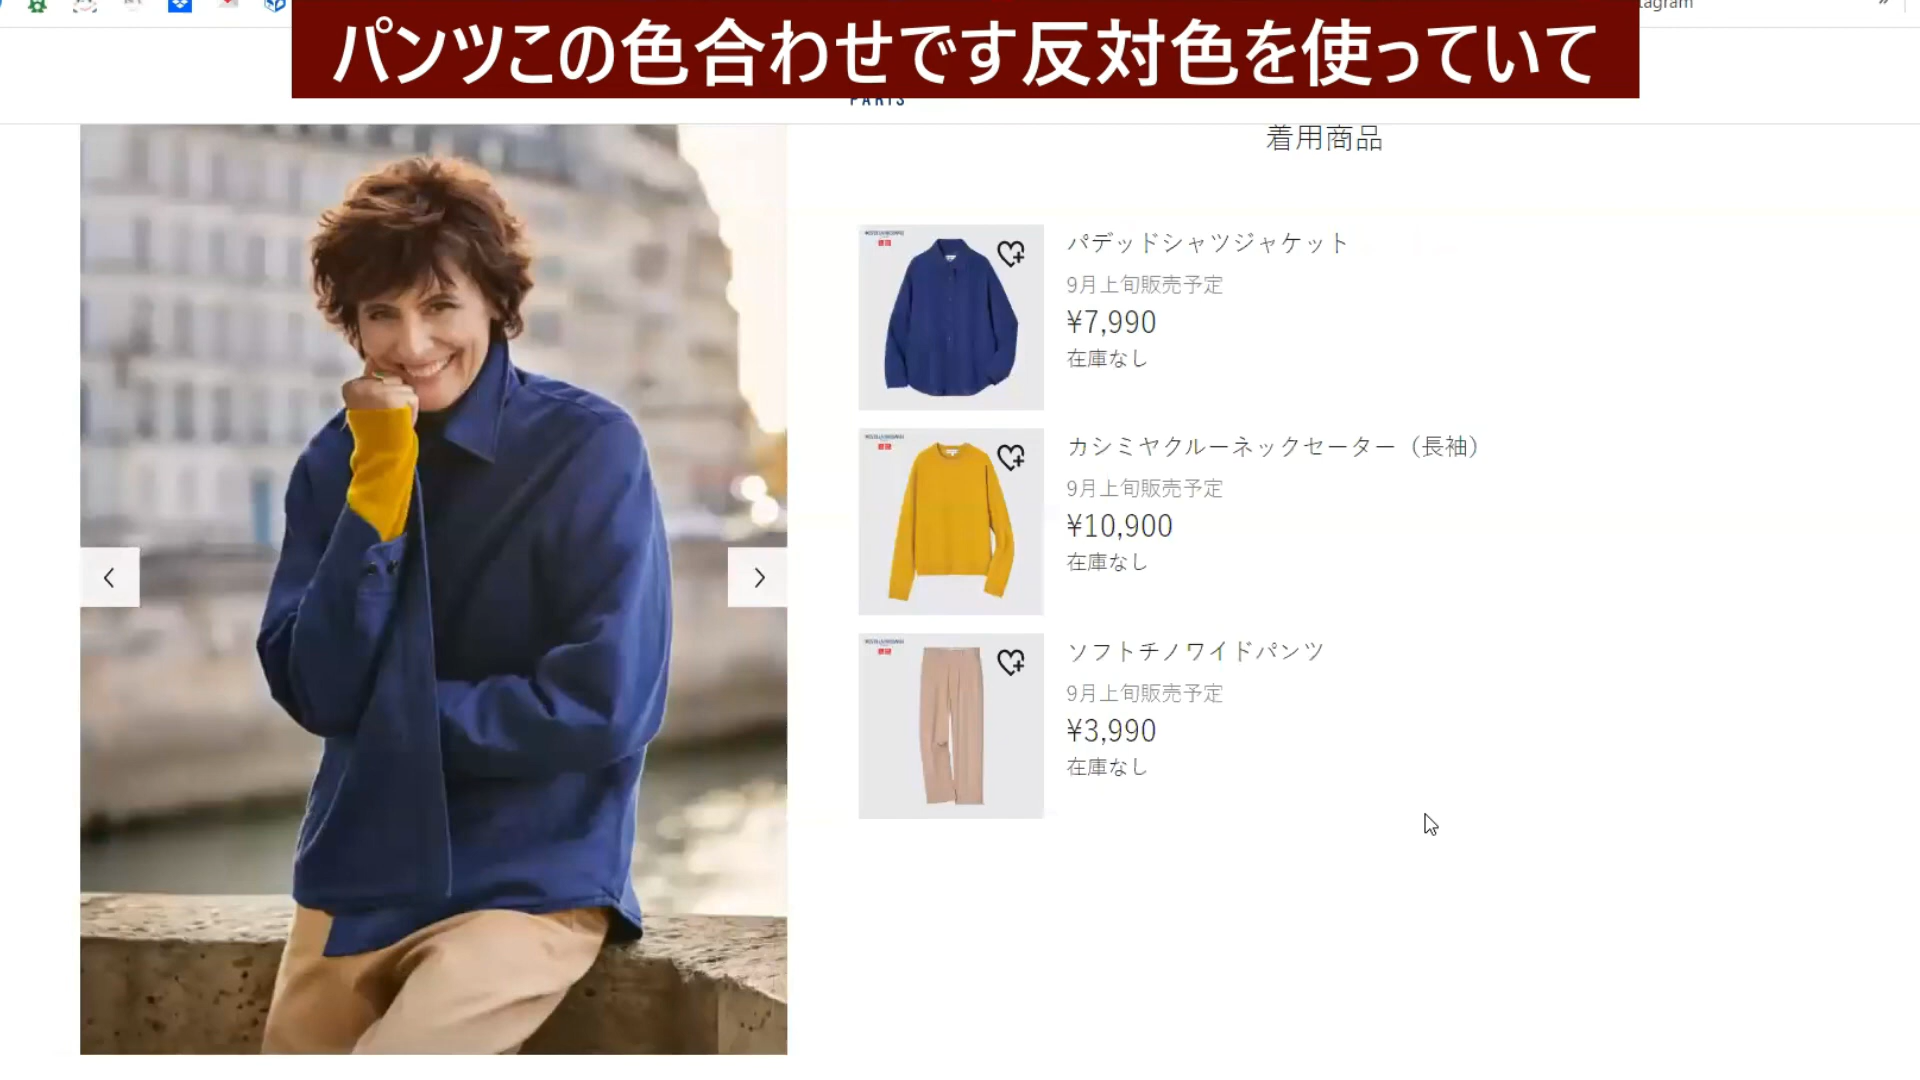 パンツこの色合わせです反対色を使っていて
tagram
PARIS
着用商品
パデッドシャツジャケット
9月上旬販売予定
¥7,990
在庫なし
カシミヤクルーネックセーター（長袖）
9月上旬販売予定
¥10,900
在庫なし
ソフトチノワイドパンツ
9月上旬販売予定
¥3,990
在庫なし